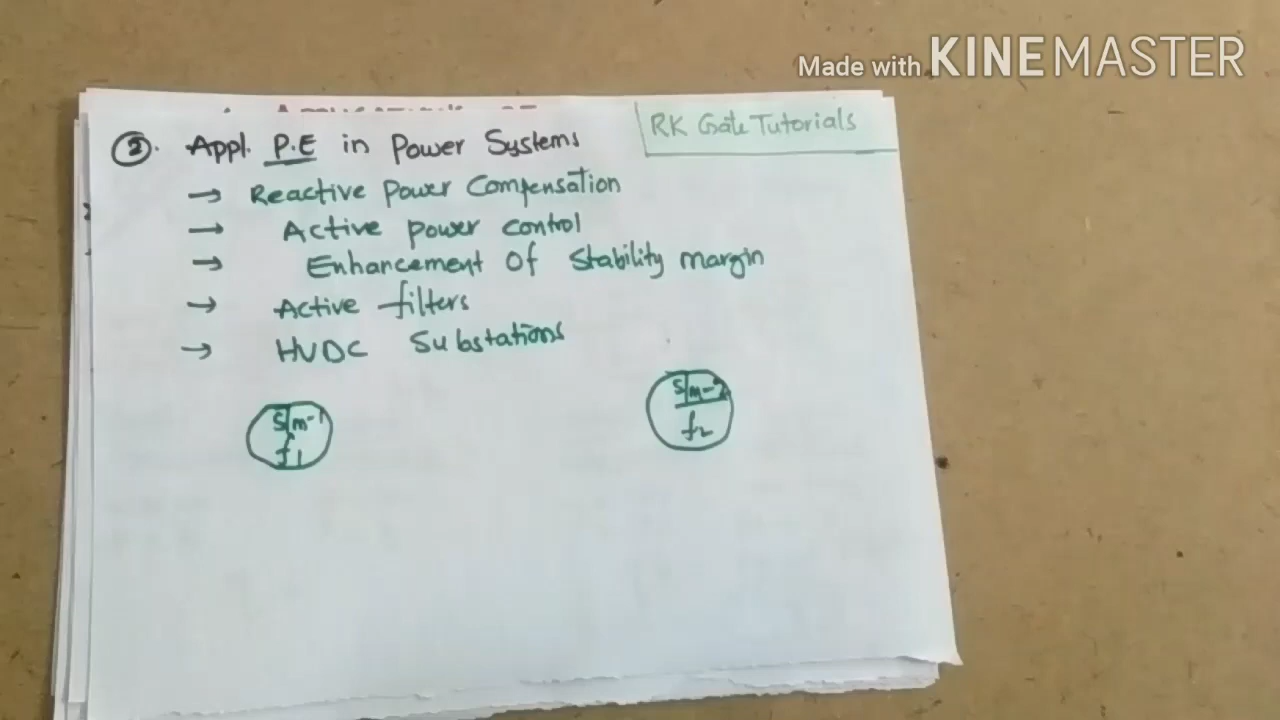 Made with KINEMASTER
RK Gate Tutorials
2. Appl. P.E in Power Systems
→ Reactive Power Compensation
→ Active power control
→ Enhancement Of Stability margin
→ Active filters
→ HVDC Substations
S/m-1
f1
S/m-2
f2